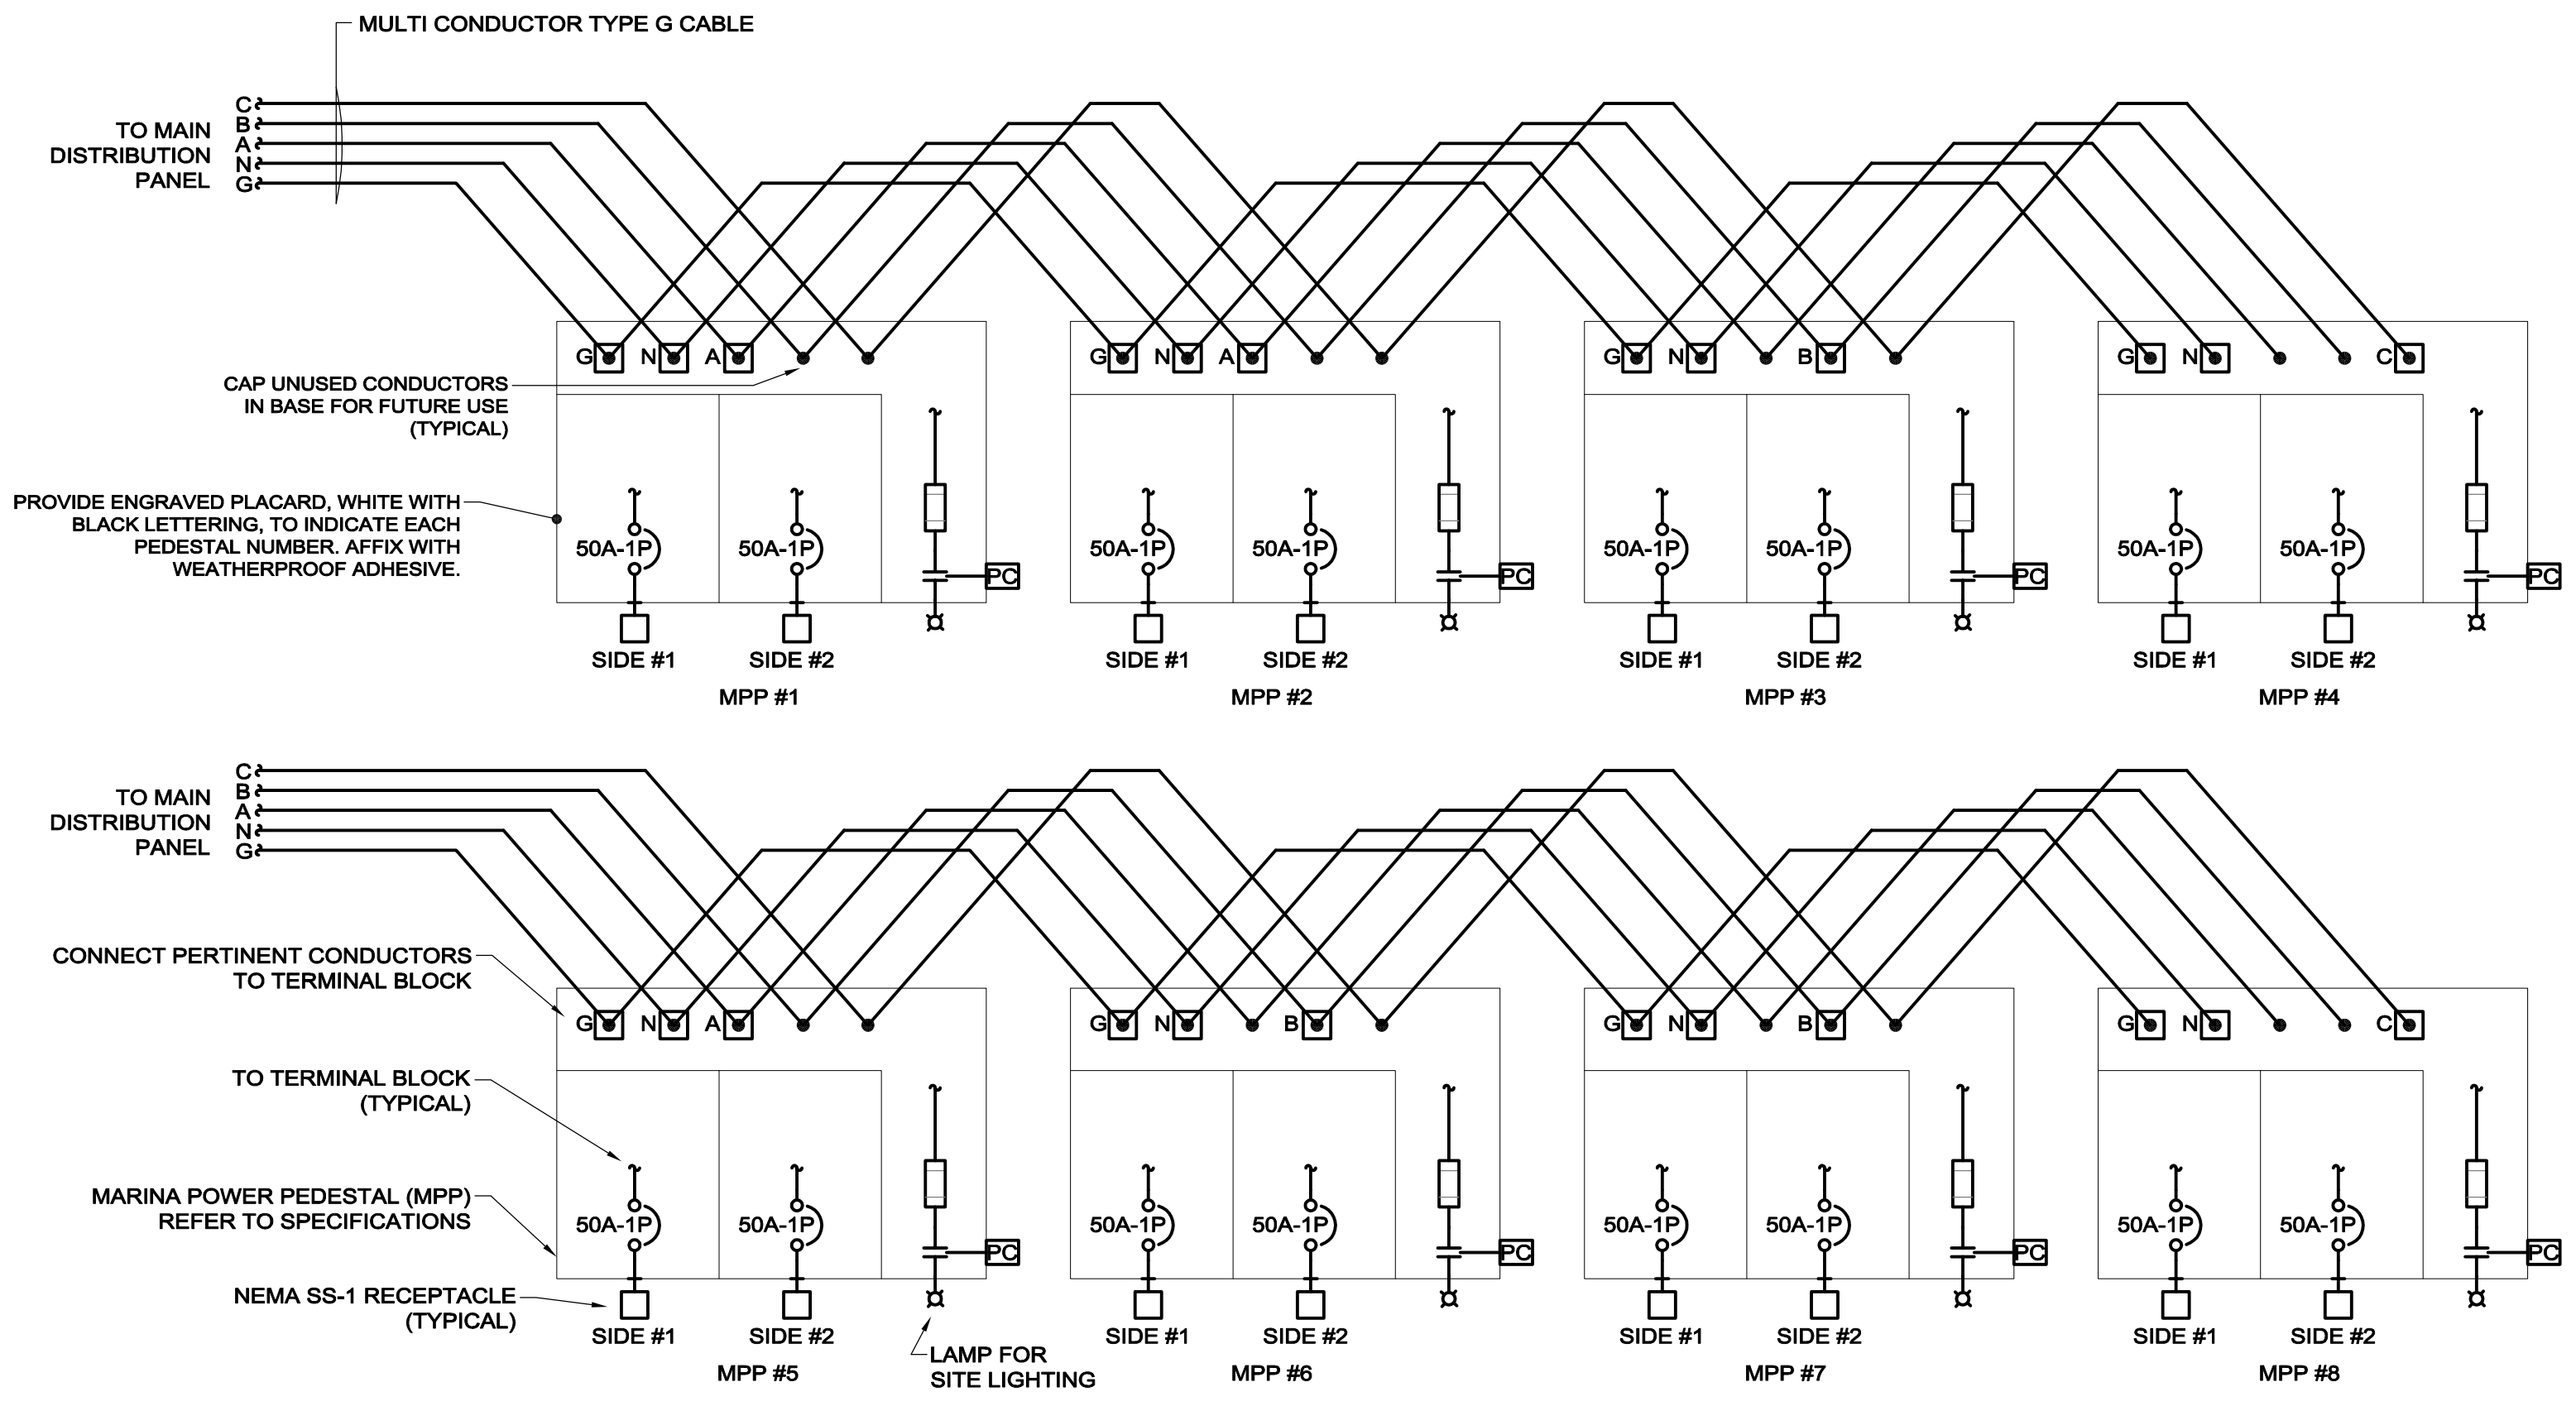 MULTI CONDUCTOR TYPE G CABLE
C
B
A
N
G
TO MAIN
DISTRIBUTION
PANEL
G
N
A
G
N
A
G
N
B
G
N
C
CAP UNUSED CONDUCTORS
IN BASE FOR FUTURE USE
(TYPICAL)
PROVIDE ENGRAVED PLACARD, WHITE WITH
BLACK LETTERING, TO INDICATE EACH
PEDESTAL NUMBER. AFFIX WITH
WEATHERPROOF ADHESIVE.
50A-1P
50A-1P
PC
50A-1P
50A-1P
PC
50A-1P
50A-1P
PC
50A-1P
50A-1P
PC
SIDE #1
SIDE #2
SIDE #1
SIDE #2
SIDE #1
SIDE #2
SIDE #1
SIDE #2
MPP #1
MPP #2
MPP #3
MPP #4
C
B
A
N
G
TO MAIN
DISTRIBUTION
PANEL
CONNECT PERTINENT CONDUCTORS
TO TERMINAL BLOCK
G
N
A
G
N
B
G
N
B
G
N
C
TO TERMINAL BLOCK
(TYPICAL)
MARINA POWER PEDESTAL (MPP)
REFER TO SPECIFICATIONS
50A-1P
50A-1P
PC
50A-1P
50A-1P
PC
50A-1P
50A-1P
PC
50A-1P
50A-1P
PC
NEMA SS-1 RECEPTACLE
(TYPICAL)
SIDE #1
SIDE #2
SIDE #1
SIDE #2
SIDE #1
SIDE #2
SIDE #1
SIDE #2
LAMP FOR
SITE LIGHTING
MPP #5
MPP #6
MPP #7
MPP #8